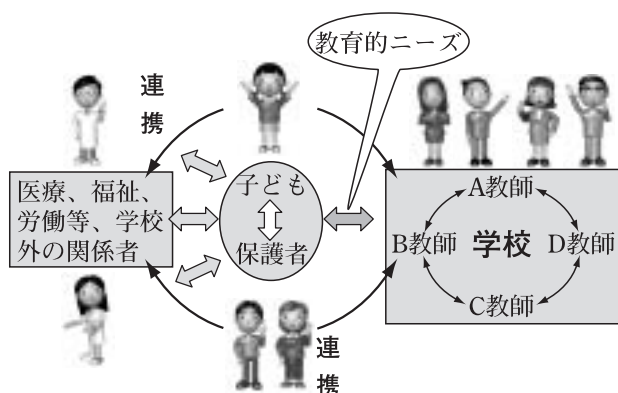 教育的ニーズ
連
携
医療、福祉、
労働等、学校
外の関係者
子ども
保護者
A教師
B教師
学校
D教師
C教師
連
携